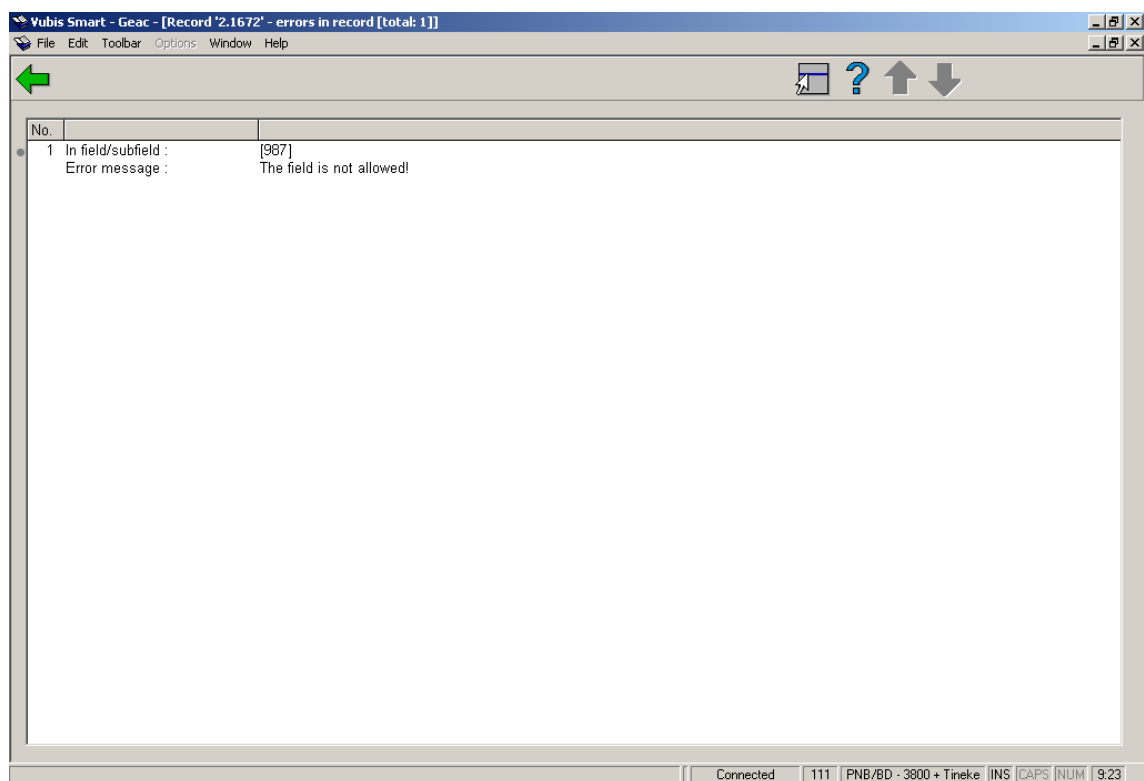 Vubis Smart - Geac - [Record '2.1672' - errors in record [total: 1]]
File Edit Toolbar Options Window Help
No.
1 In field/subfield : [987]
Error message : The field is not allowed!
Connected 111 PNB/BD - 3800 + Tineke INS CAPS NUM 9:23